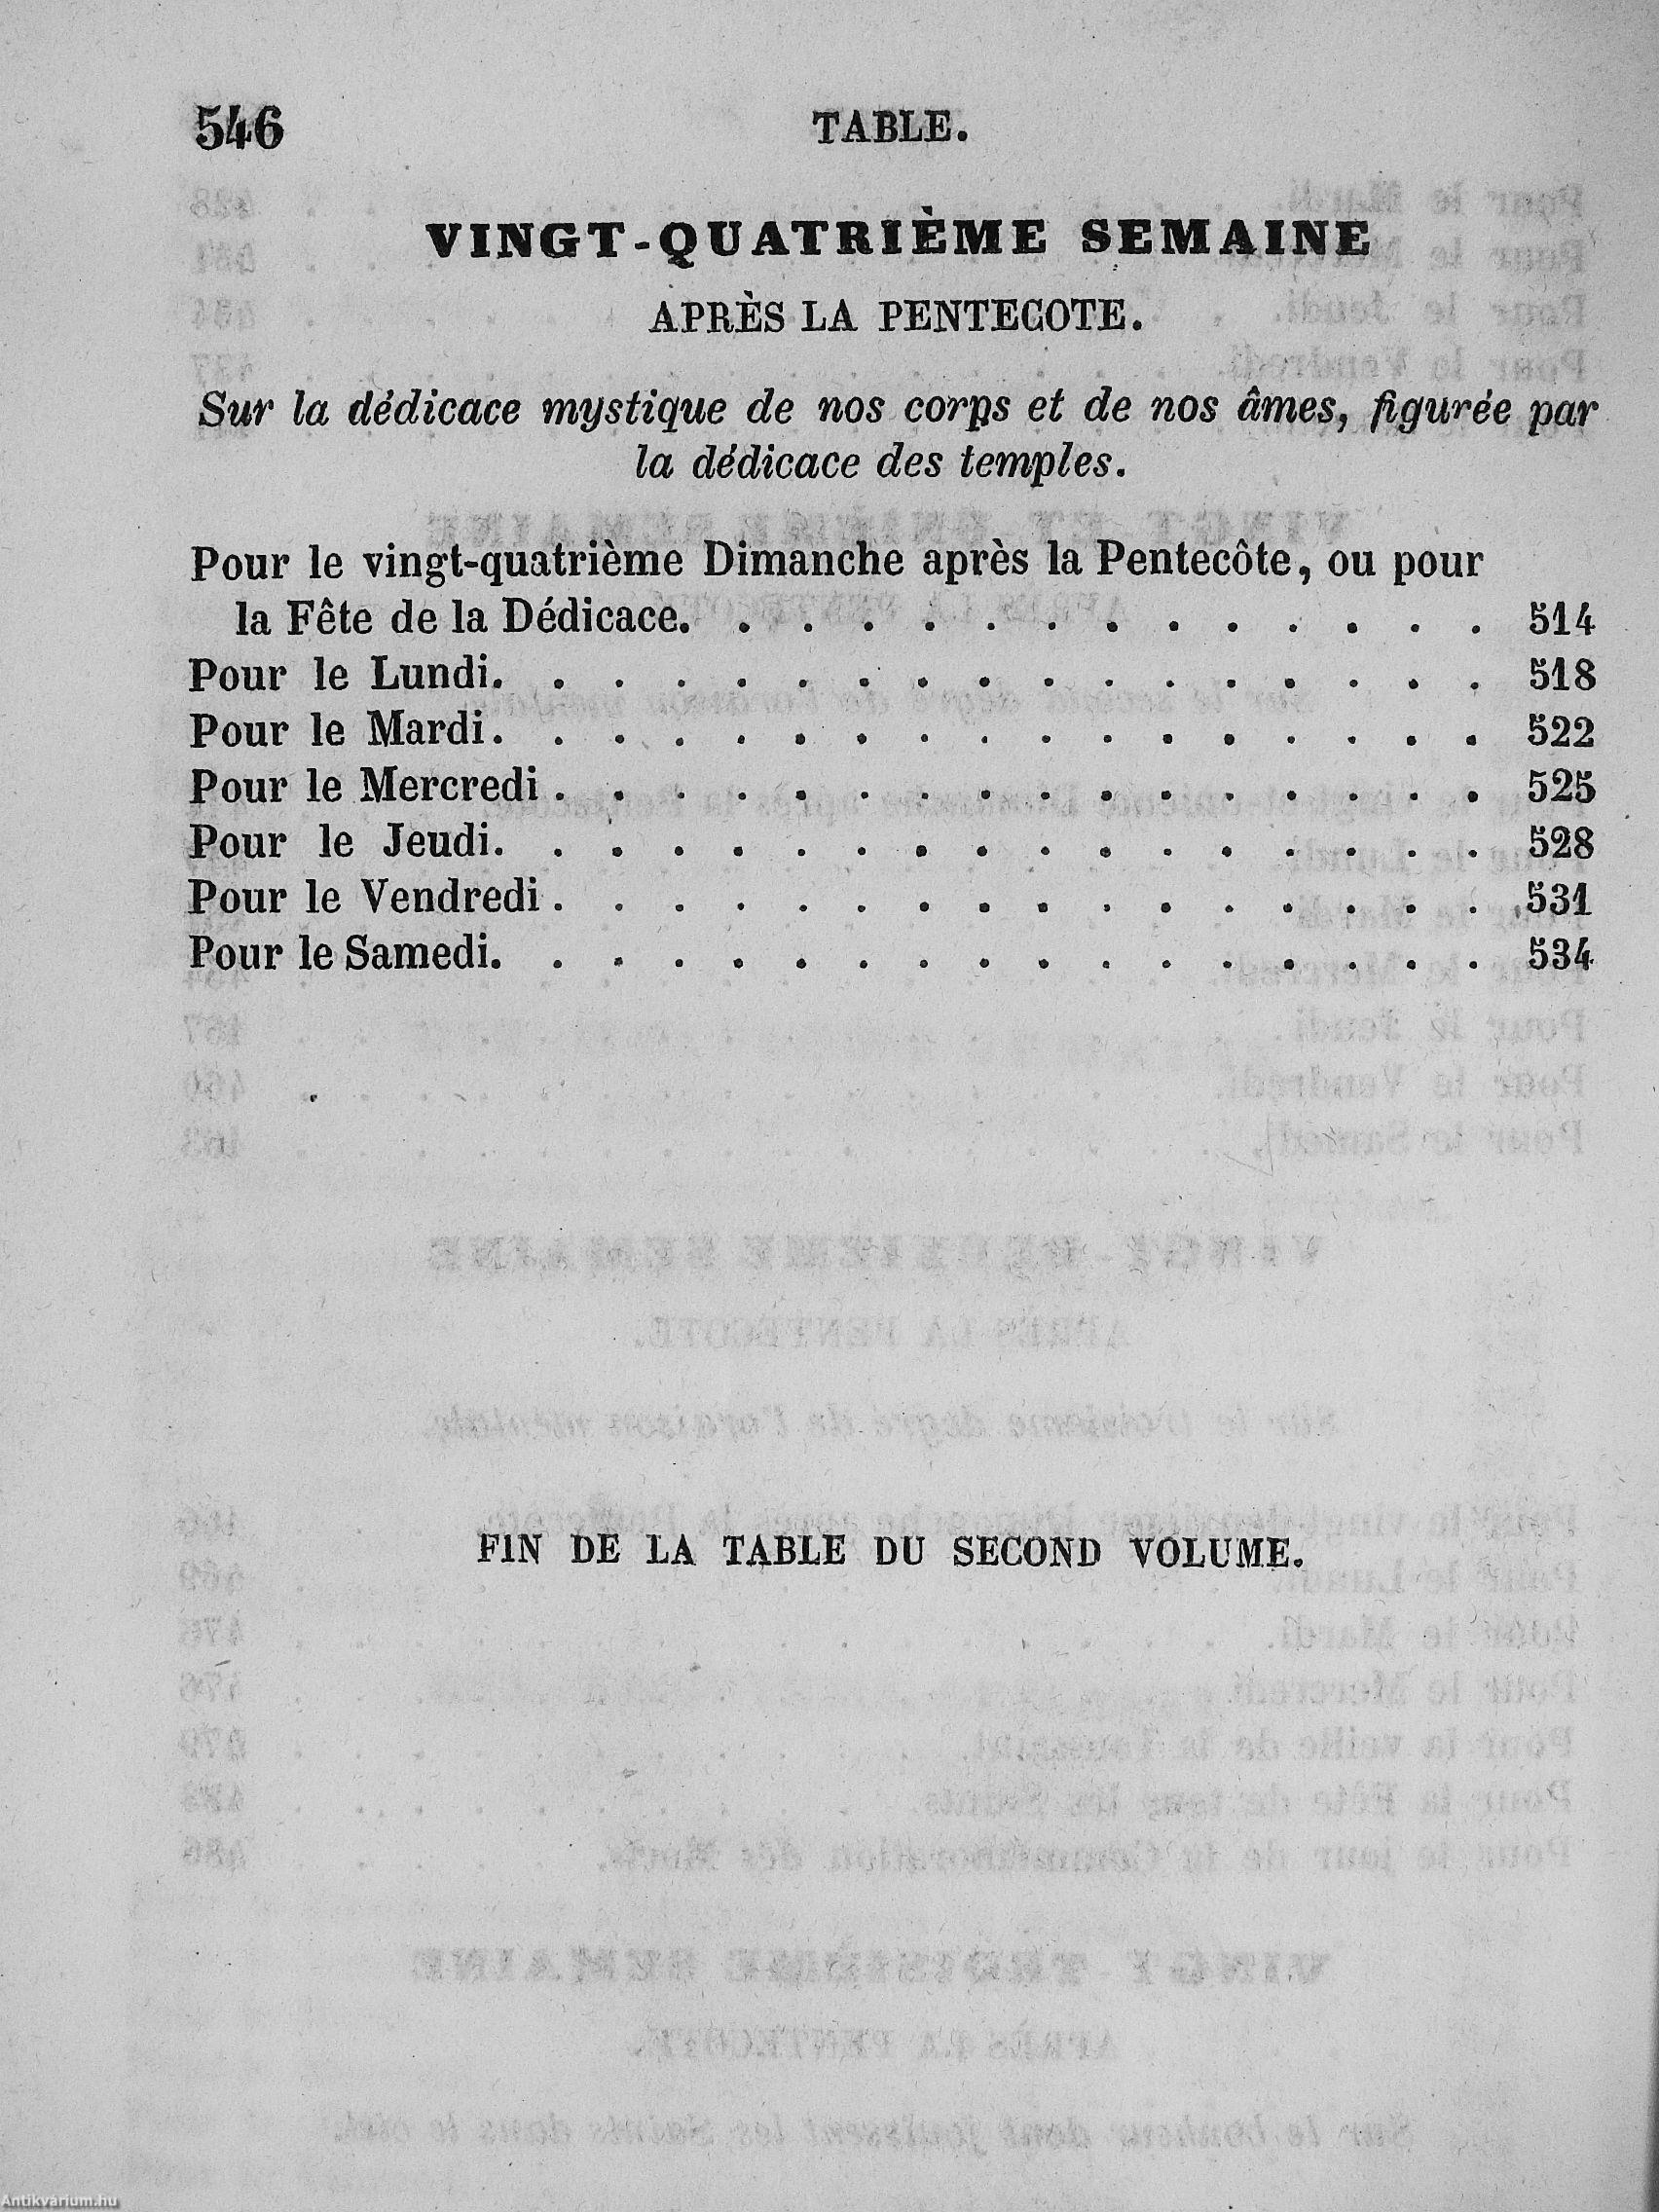 546 TABLE.
VINGT-QUATRIÈME SEMAINE
APRÈS LA PENTECOTE.
Sur la dédicace mystique de nos corps et de nos âmes, figurée par
la dédicace des temples.
Pour le vingt-quatrième Dimanche après la Pentecôte, ou pour
la Fête de la Dédicace. . . . . . . . . . . . . . 514
Pour le Lundi. . . . . . . . . . . . . . . . . 518
Pour le Mardi. . . . . . . . . . . . . . . . . 522
Pour le Mercredi . . . . . . . . . . . . . . . . 525
Pour le Jeudi. . . . . . . . . . . . . . . . . 528
Pour le Vendredi . . . . . . . . . . . . . . . . 531
Pour le Samedi. . . . . . . . . . . . . . . . . 534
FIN DE LA TABLE DU SECOND VOLUME.
Antikvarium.hu